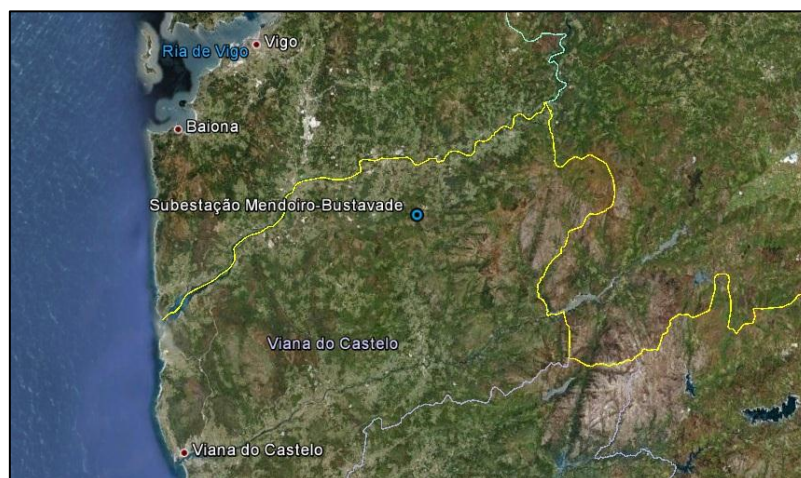 Vigo
Ria de Vigo
Baiona
Subestação Mendoiro-Bustavade
Viana do Castelo
Viana do Castelo